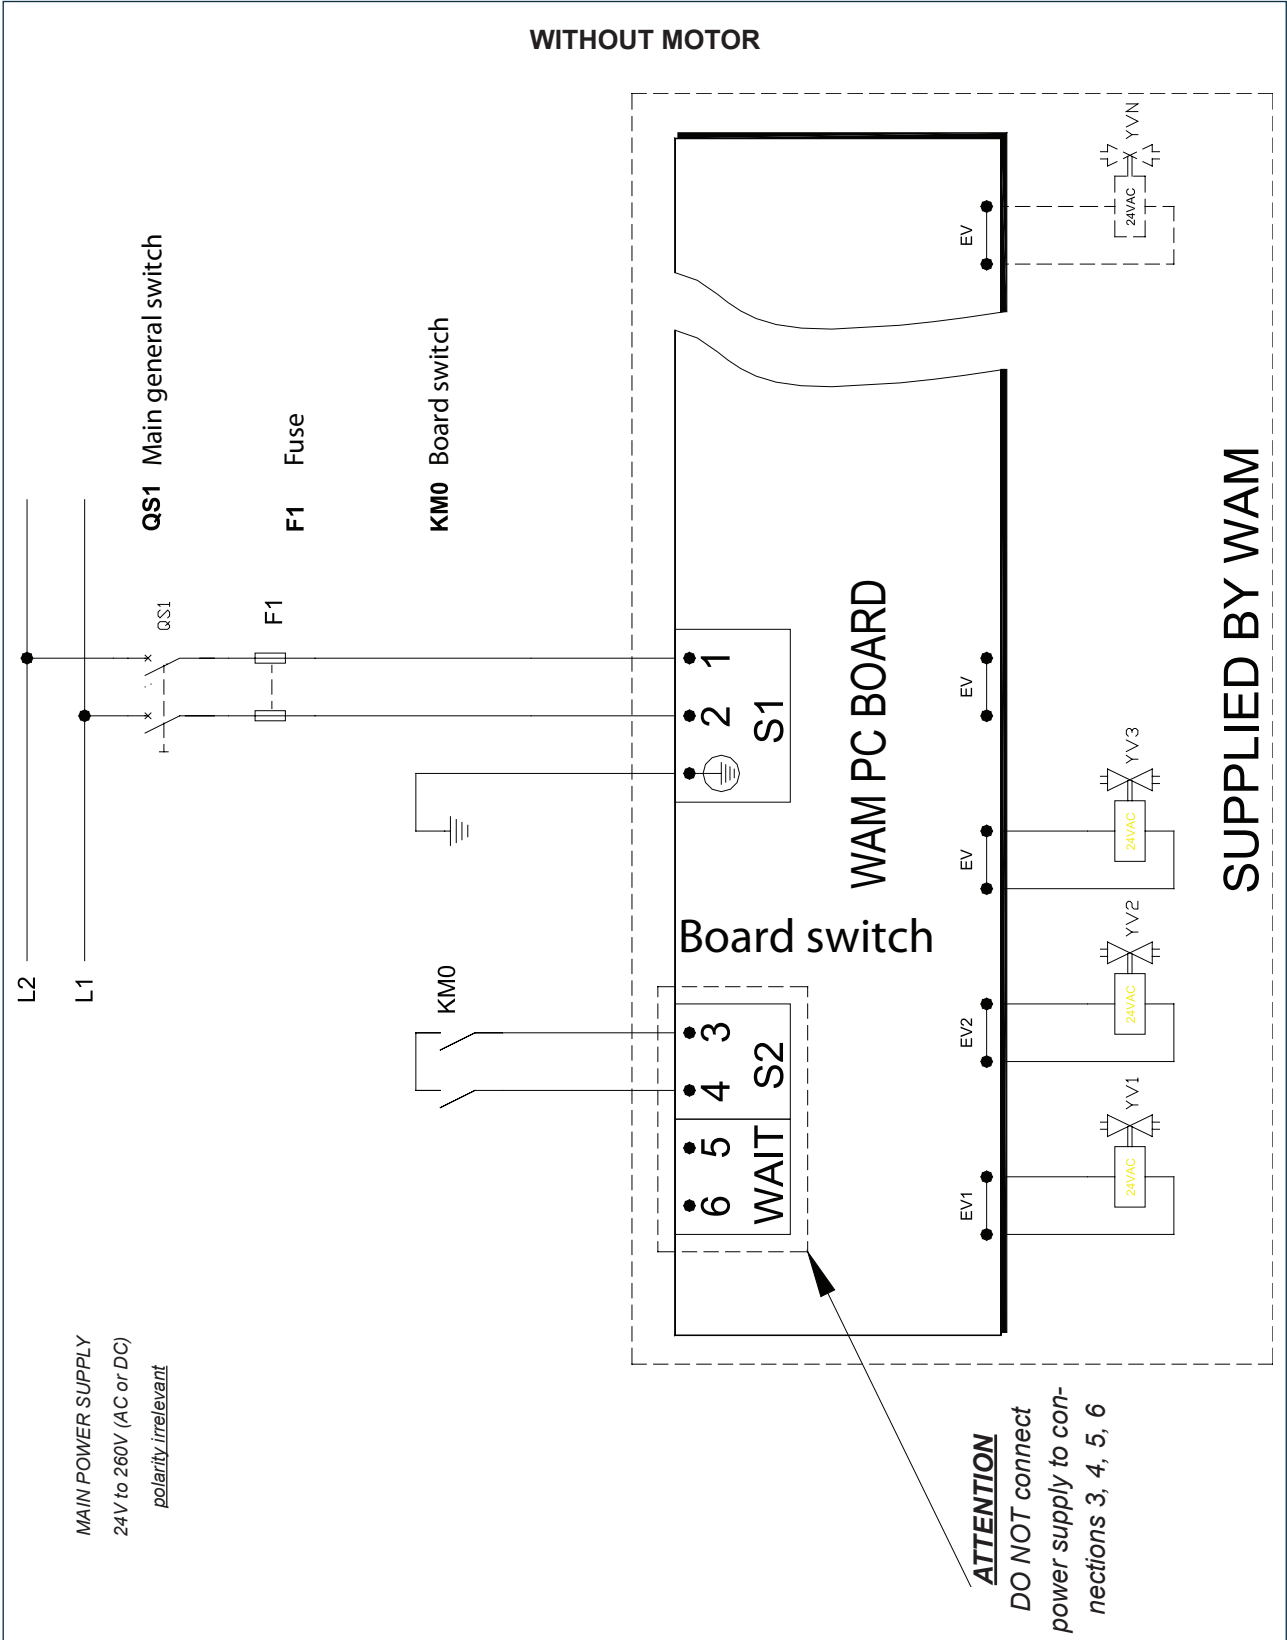 WITHOUT MOTOR
MAIN POWER SUPPLY
24V to 260V (AC or DC)
polarity irrelevant
L2
L1
QS1
F1
QS1 Main general switch
F1 Fuse
KM0 Board switch
KM0
6 5 4 3
WAIT S2
2 1
S1
Board switch
WAM PC BOARD
EV1
EV2
EV
EV
EV
24VAC
YV1
24VAC
YV2
24VAC
YV3
24VAC
YVN
SUPPLIED BY WAM
ATTENTION
DO NOT connect
power supply to con-
nections 3, 4, 5, 6